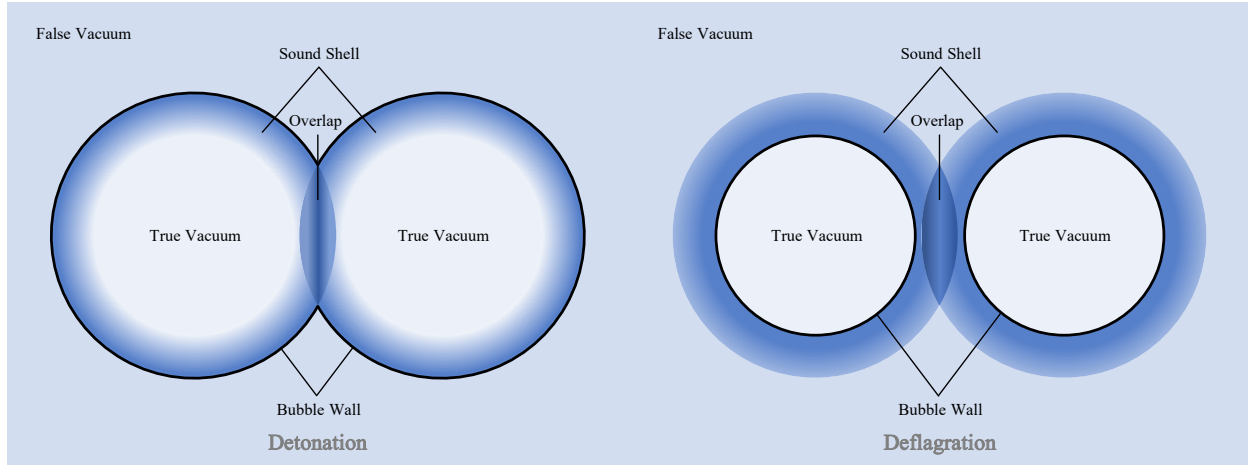 False Vacuum
Sound Shell
Overlap
True Vacuum
True Vacuum
Bubble Wall
Detonation
False Vacuum
Sound Shell
Overlap
True Vacuum
True Vacuum
Bubble Wall
Deflagration